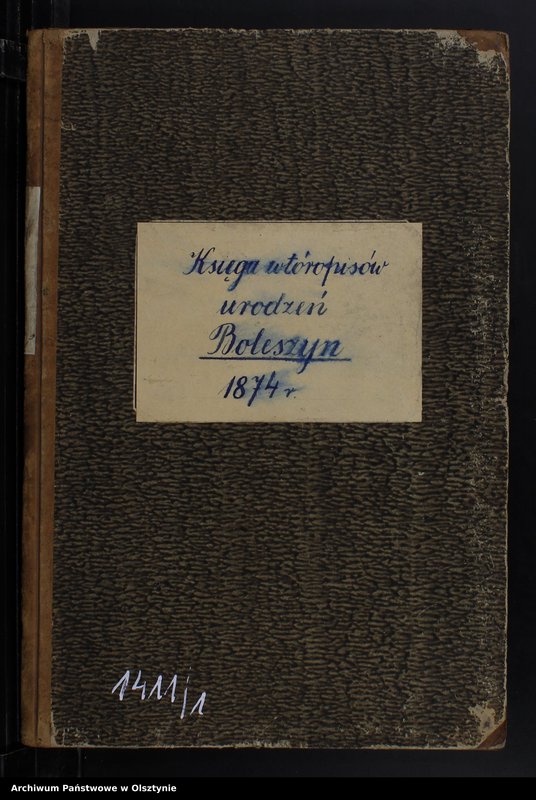 Księga wtóropisów
urodzeń
Boleszyn
1874 r.
1411/1
Archiwum Państwowe w Olsztynie